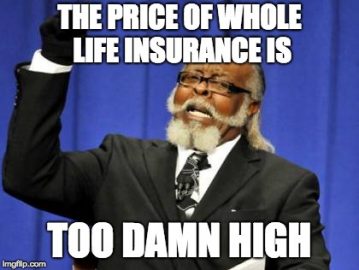 THE PRICE OF WHOLE
LIFE INSURANCE IS
TOO DAMN HIGH
imgflip.com